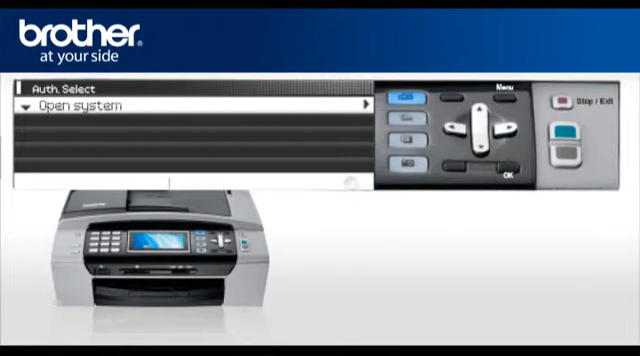 brother®
at your side
Auth. Select
Open system
Menu
Stop / Exit
OK